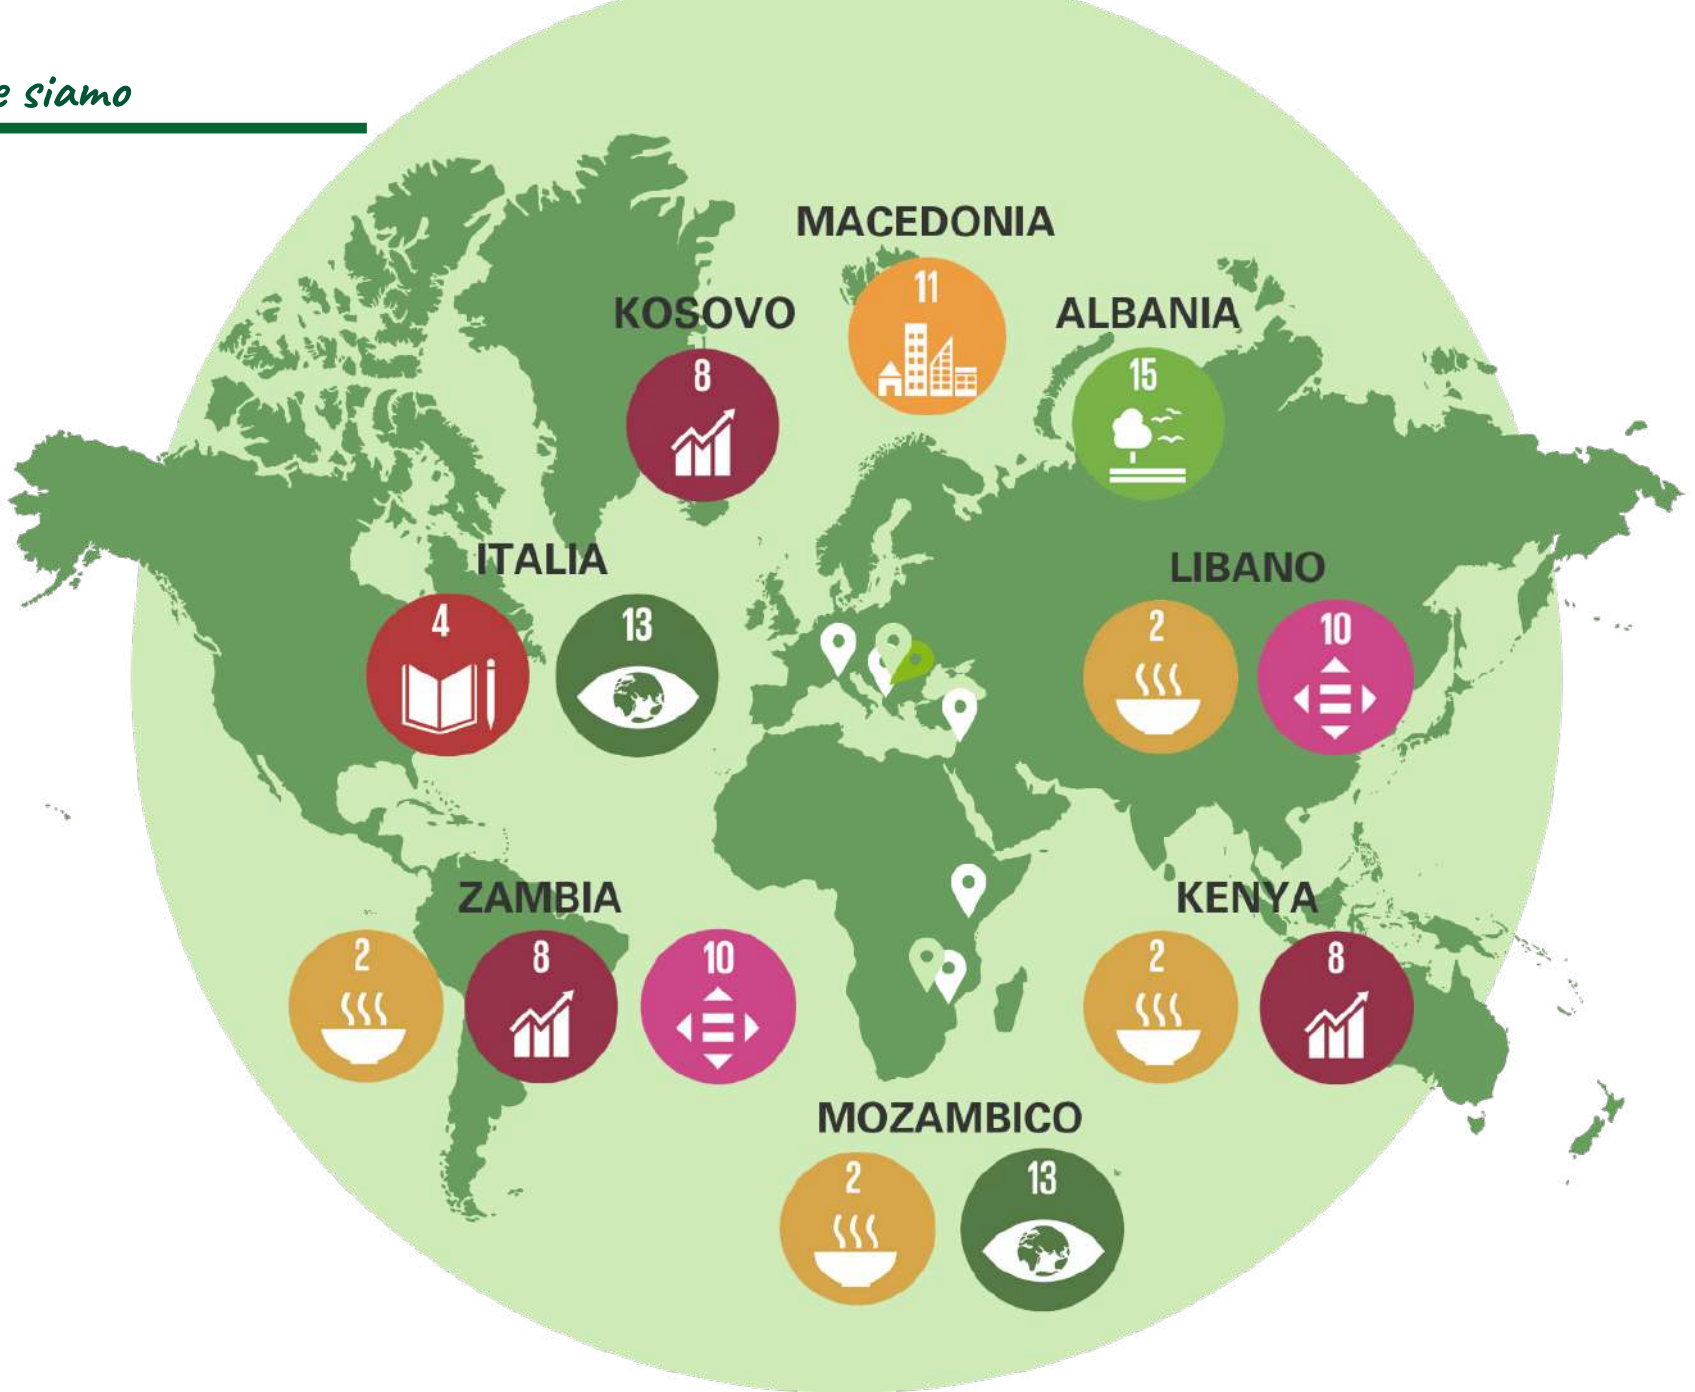 e siamo
MACEDONIA
11
KOSOVO
8
ALBANIA
15
ITALIA
4 13
LIBANO
2 10
ZAMBIA
2 8 10
KENYA
2 8
MOZAMBICO
2 13